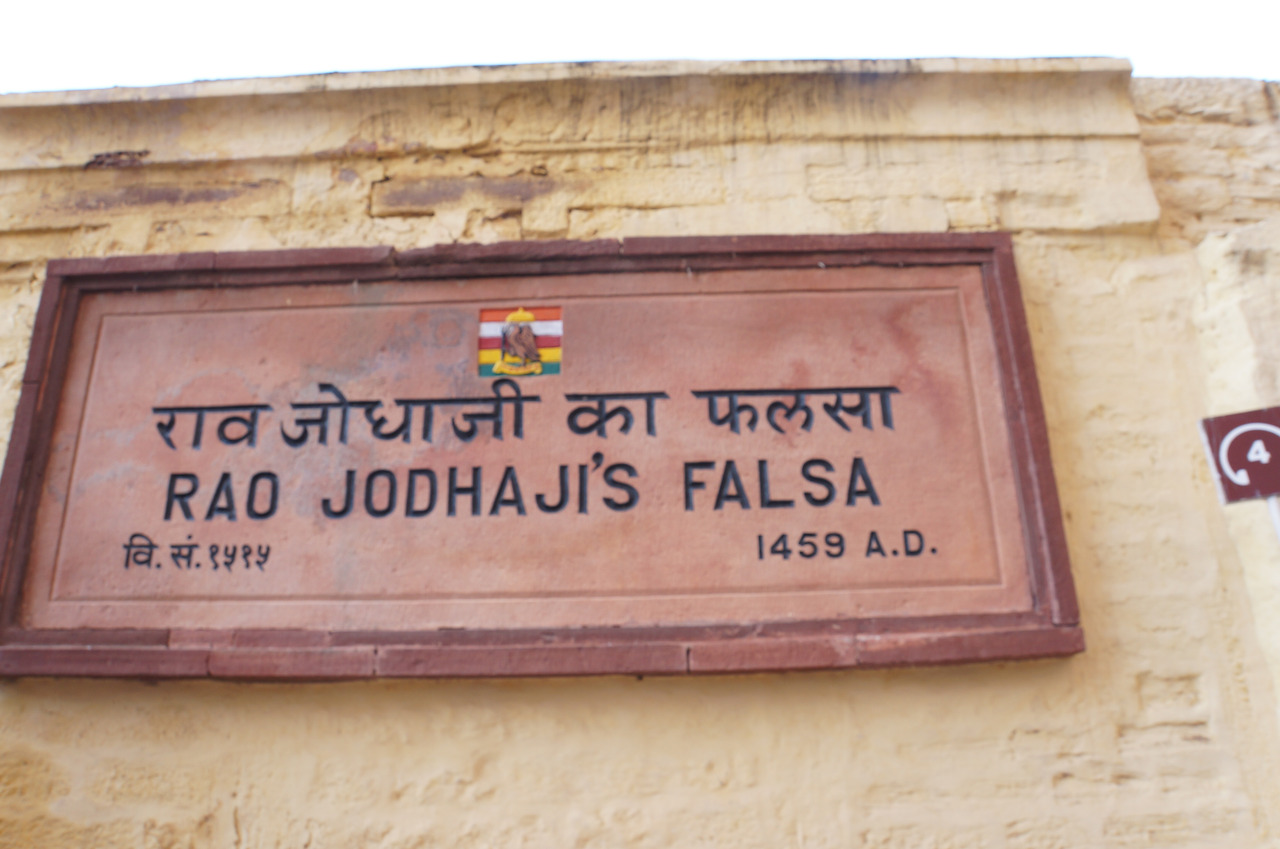 राव जोधाजी का फलसा
RAO JODHAJI'S FALSA
वि. सं. १५१५ 1459 A.D.
4